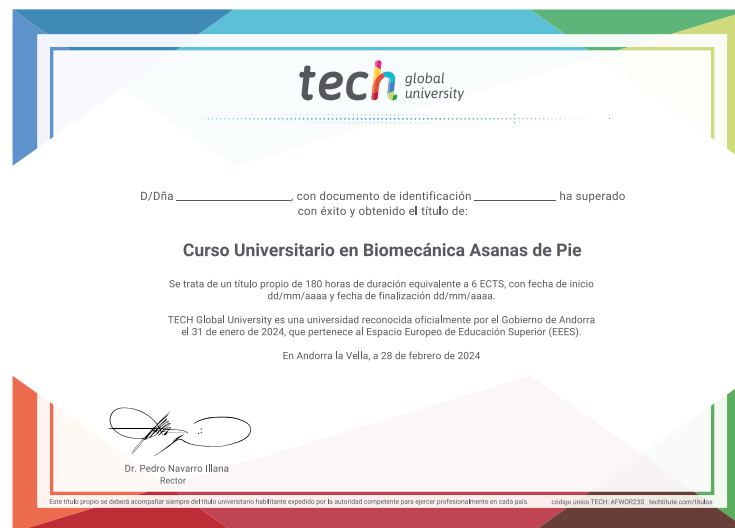 tech global university
D/Dña ____________________, con documento de identificación ______________ ha superado
con éxito y obtenido el título de:
Curso Universitario en Biomecánica Asanas de Pie
Se trata de un título propio de 180 horas de duración equivalente a 6 ECTS, con fecha de inicio
dd/mm/aaaa y fecha de finalización dd/mm/aaaa.
TECH Global University es una universidad reconocida oficialmente por el Gobierno de Andorra
el 31 de enero de 2024, que pertenece al Espacio Europeo de Educación Superior (EEES).
En Andorra la Vella, a 28 de febrero de 2024
Dr. Pedro Navarro Illana
Rector
Este título propio se deberá acompañar siempre del título universitario habilitante expedido por la autoridad competente para ejercer profesionalmente en cada país. código único TECH: AFWOR23S techtitute.com/titulos